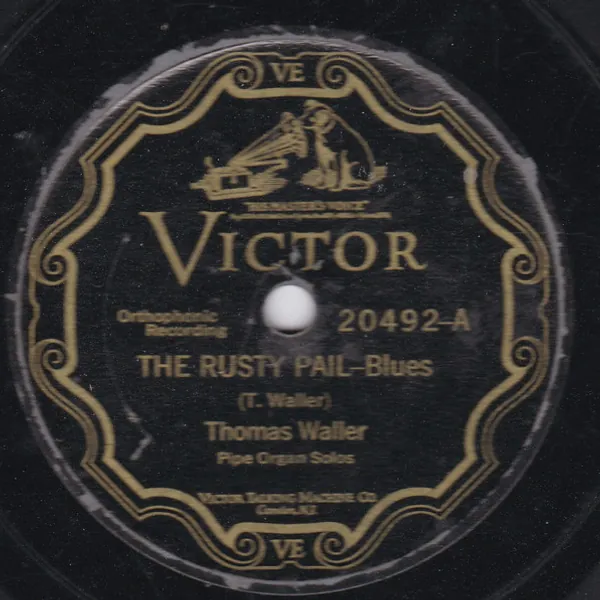 VE
"HIS MASTER'S VOICE"
VICTOR
Orthophonic
Recording
20492-A
THE RUSTY PAIL-Blues
(T. Waller)
Thomas Waller
Pipe Organ Solos
VICTOR TALKING MACHINE CO.
Camden, N.J.
VE